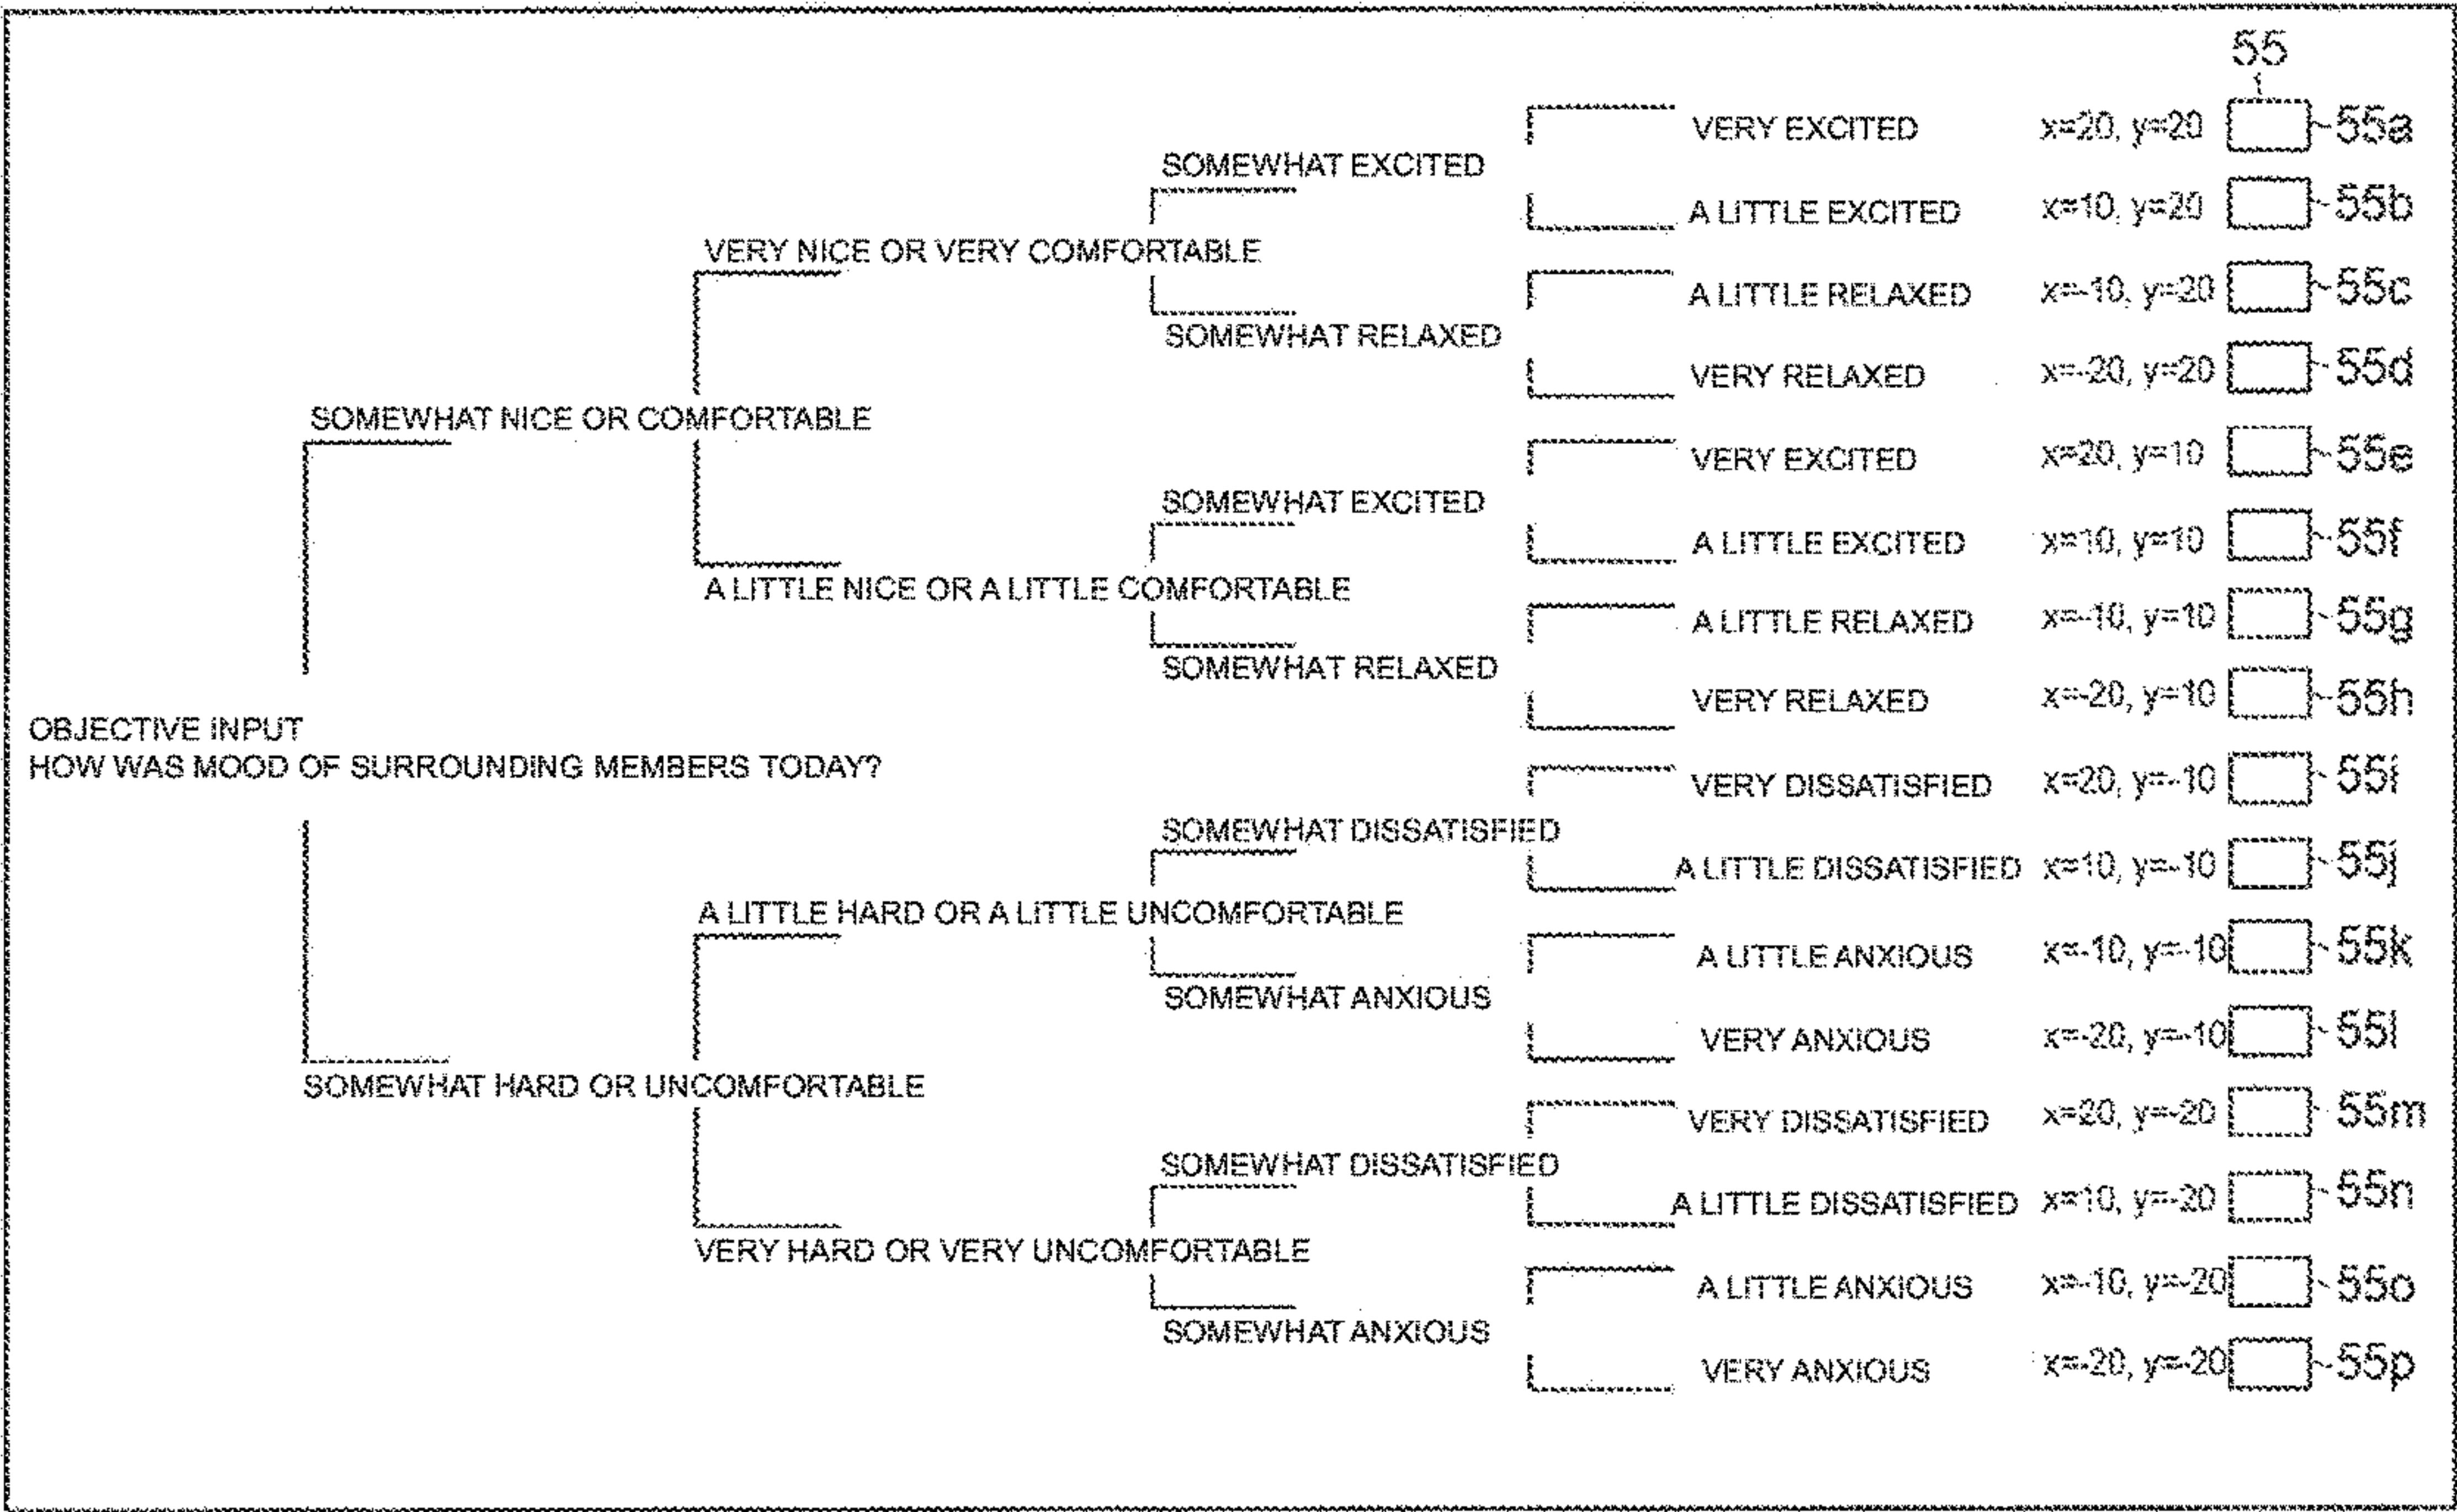 55
VERY EXCITED x=20, y=20 55a
SOMEWHAT EXCITED
A LITTLE EXCITED x=10, y=20 55b
VERY NICE OR VERY COMFORTABLE
A LITTLE RELAXED x=-10, y=20 55c
SOMEWHAT RELAXED
VERY RELAXED x=-20, y=20 55d
SOMEWHAT NICE OR COMFORTABLE
VERY EXCITED x=20, y=10 55e
SOMEWHAT EXCITED
A LITTLE EXCITED x=10, y=10 55f
A LITTLE NICE OR A LITTLE COMFORTABLE
A LITTLE RELAXED x=-10, y=10 55g
SOMEWHAT RELAXED
VERY RELAXED x=-20, y=10 55h
OBJECTIVE INPUT
HOW WAS MOOD OF SURROUNDING MEMBERS TODAY?
VERY DISSATISFIED x=20, y=-10 55i
SOMEWHAT DISSATISFIED
A LITTLE DISSATISFIED x=10, y=-10 55j
A LITTLE HARD OR A LITTLE UNCOMFORTABLE
A LITTLE ANXIOUS x=-10, y=-10 55k
SOMEWHAT ANXIOUS
VERY ANXIOUS x=-20, y=-10 55l
SOMEWHAT HARD OR UNCOMFORTABLE
VERY DISSATISFIED x=20, y=-20 55m
SOMEWHAT DISSATISFIED
A LITTLE DISSATISFIED x=10, y=-20 55n
VERY HARD OR VERY UNCOMFORTABLE
A LITTLE ANXIOUS x=-10, y=-20 55o
SOMEWHAT ANXIOUS
VERY ANXIOUS x=-20, y=-20 55p